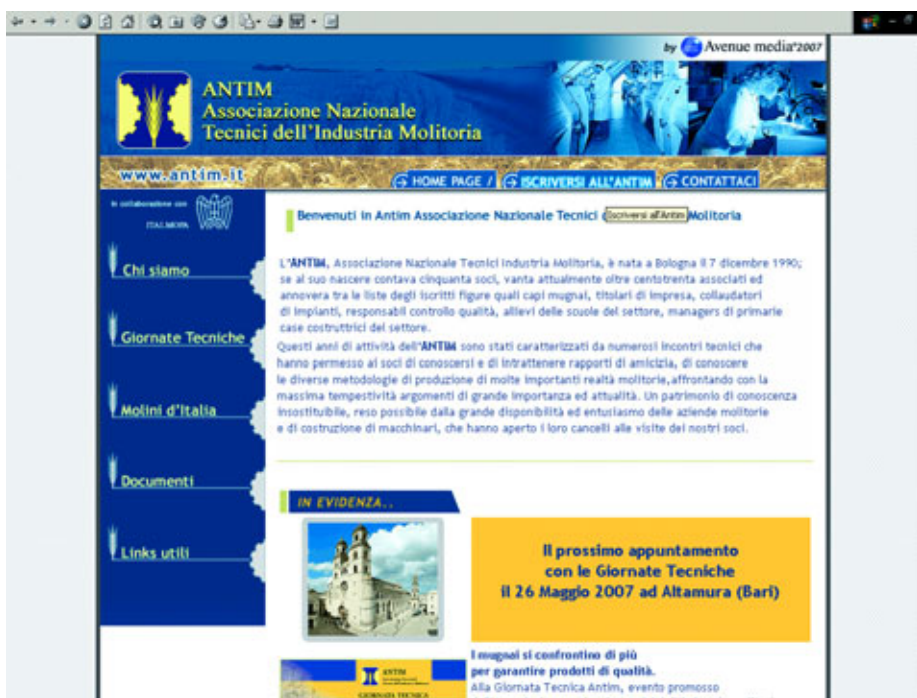 by Avenue media®2007
ANTIM
Associazione Nazionale
Tecnici dell'Industria Molitoria
www.antim.it
HOME PAGE /
ISCRIVERSI ALL'ANTIM
CONTATTACI
in collaborazione con
ITALMOPA
Chi siamo
Giornate Tecniche
Molini d'Italia
Documenti
Links utili
Benvenuti in Antim Associazione Nazionale Tecnici Iscriversi all'Antim Molitoria
L'ANTIM, Associazione Nazionale Tecnici Industria Molitoria, è nata a Bologna il 7 dicembre 1990;
se al suo nascere contava cinquanta soci, vanta attualmente oltre centotrenta associati ed
annovera tra le liste degli iscritti figure quali capi mugnai, titolari di impresa, collaudatori
di impianti, responsabili controllo qualità, allievi delle scuole del settore, managers di primarie
case costruttrici del settore.
Questi anni di attività dell'ANTIM sono stati caratterizzati da numerosi incontri tecnici che
hanno permesso ai soci di conoscersi e di intrattenere rapporti di amicizia, di conoscere
le diverse metodologie di produzione di molte importanti realtà molitorie, affrontando con la
massima tempestività argomenti di grande importanza ed attualità. Un patrimonio di conoscenza
insostituibile, reso possibile dalla grande disponibilità ed entusiasmo delle aziende molitorie
e di costruzione di macchinari, che hanno aperto i loro cancelli alle visite dei nostri soci.
IN EVIDENZA..
Il prossimo appuntamento
con le Giornate Tecniche
il 26 Maggio 2007 ad Altamura (Bari)
ANTIM
GIORNATA TECNICA
I mugnai si confrontino di più
per garantire prodotti di qualità.
Alla Giornata Tecnica Antim, evento promosso